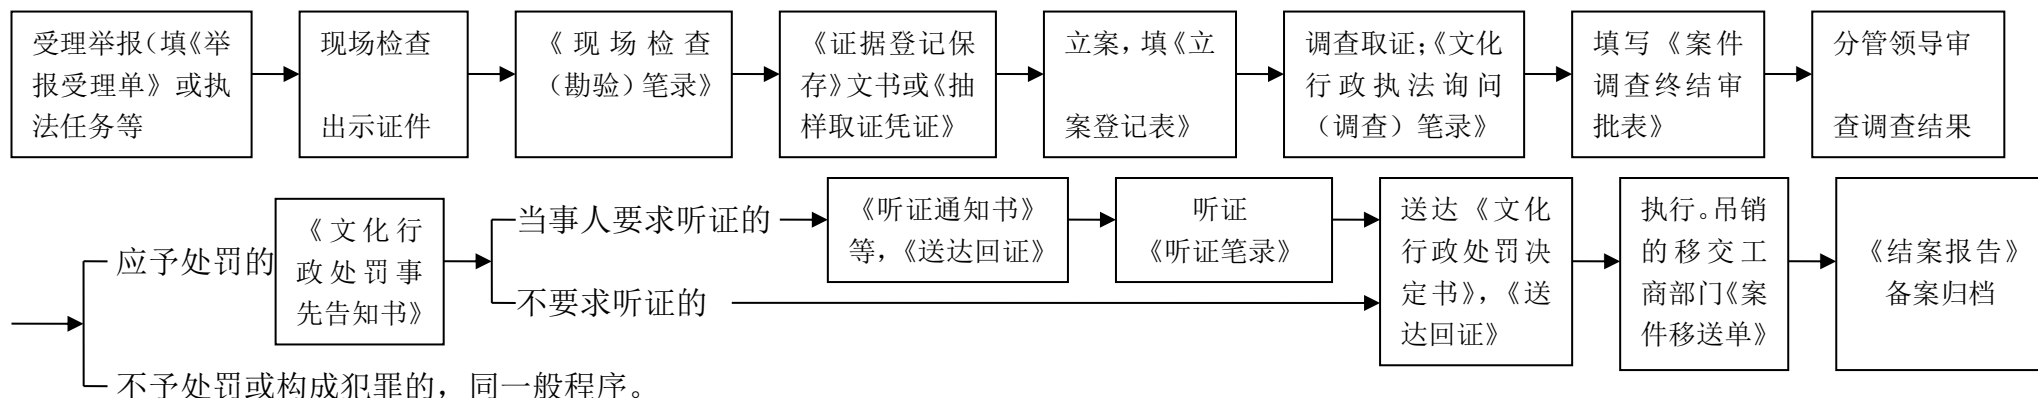 受理举报（填《举
报受理单》或执
法任务等
现场检查
出示证件
《现场检查
（勘验）笔录》
《证据登记保
存》文书或《抽
样取证凭证》
立案，填《立
案登记表》
调查取证；《文化
行政执法询问
（调查）笔录》
填写《案件
调查终结审
批表》
分管领导审
查调查结果
应予处罚的
《文化行
政处罚事
先告知书》
当事人要求听证的
《听证通知书》
等，《送达回证》
听证
《听证笔录》
不要求听证的
送达《文化
行政处罚决
定书》，《送
达回证》
执行。吊销
的移交工
商部门《案
件移送单》
《结案报告》
备案归档
不予处罚或构成犯罪的，同一般程序。